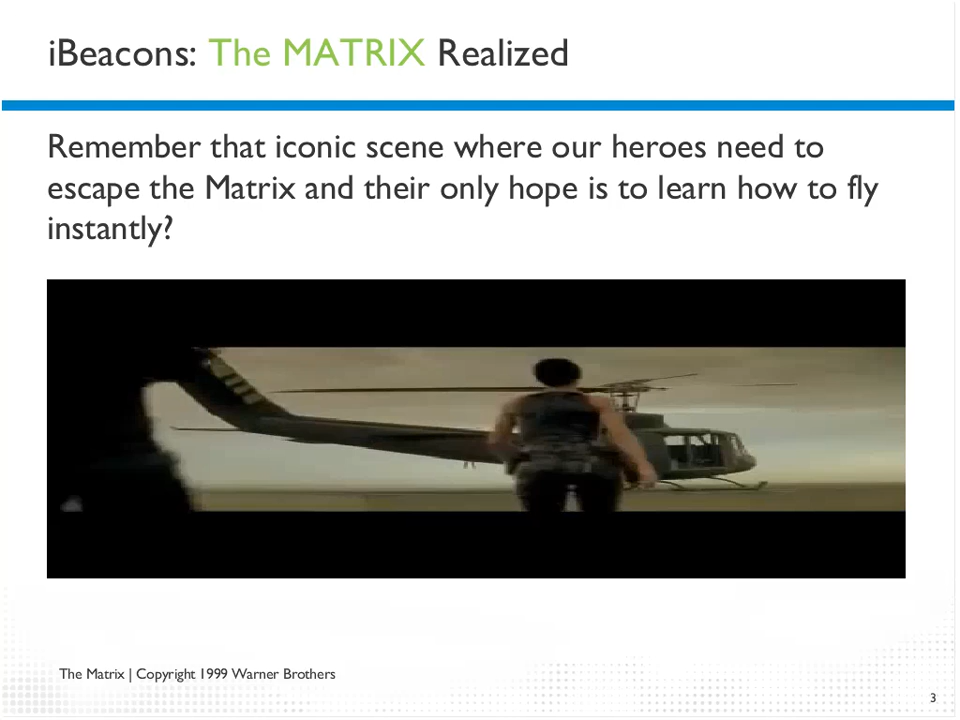 iBeacons: The MATRIX Realized
Remember that iconic scene where our heroes need to
escape the Matrix and their only hope is to learn how to fly
instantly?
The Matrix | Copyright 1999 Warner Brothers
3